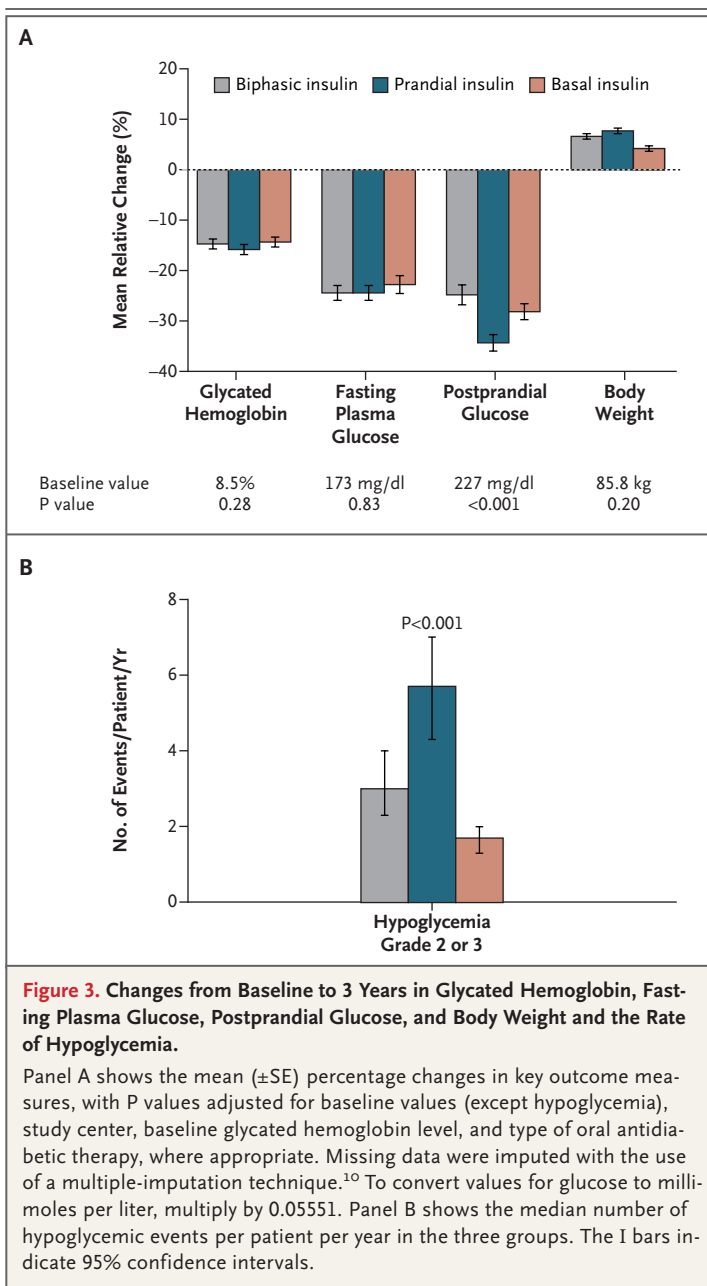 A
20
10
0
−10
−20
−30
−40
Mean Relative Change (%)
Biphasic insulin Prandial insulin Basal insulin
Glycated Hemoglobin
Fasting Plasma Glucose
Postprandial Glucose
Body Weight
Baseline value 8.5% 173 mg/dl 227 mg/dl 85.8 kg
P value 0.28 0.83 <0.001 0.20
B
8
6
4
2
0
No. of Events/Patient/Yr
P<0.001
Hypoglycemia
Grade 2 or 3
Figure 3. Changes from Baseline to 3 Years in Glycated Hemoglobin, Fast-
ing Plasma Glucose, Postprandial Glucose, and Body Weight and the Rate
of Hypoglycemia.
Panel A shows the mean (±SE) percentage changes in key outcome mea-
sures, with P values adjusted for baseline values (except hypoglycemia),
study center, baseline glycated hemoglobin level, and type of oral antidia-
betic therapy, where appropriate. Missing data were imputed with the use
of a multiple-imputation technique.¹⁰ To convert values for glucose to milli-
moles per liter, multiply by 0.05551. Panel B shows the median number of
hypoglycemic events per patient per year in the three groups. The I bars in-
dicate 95% confidence intervals.